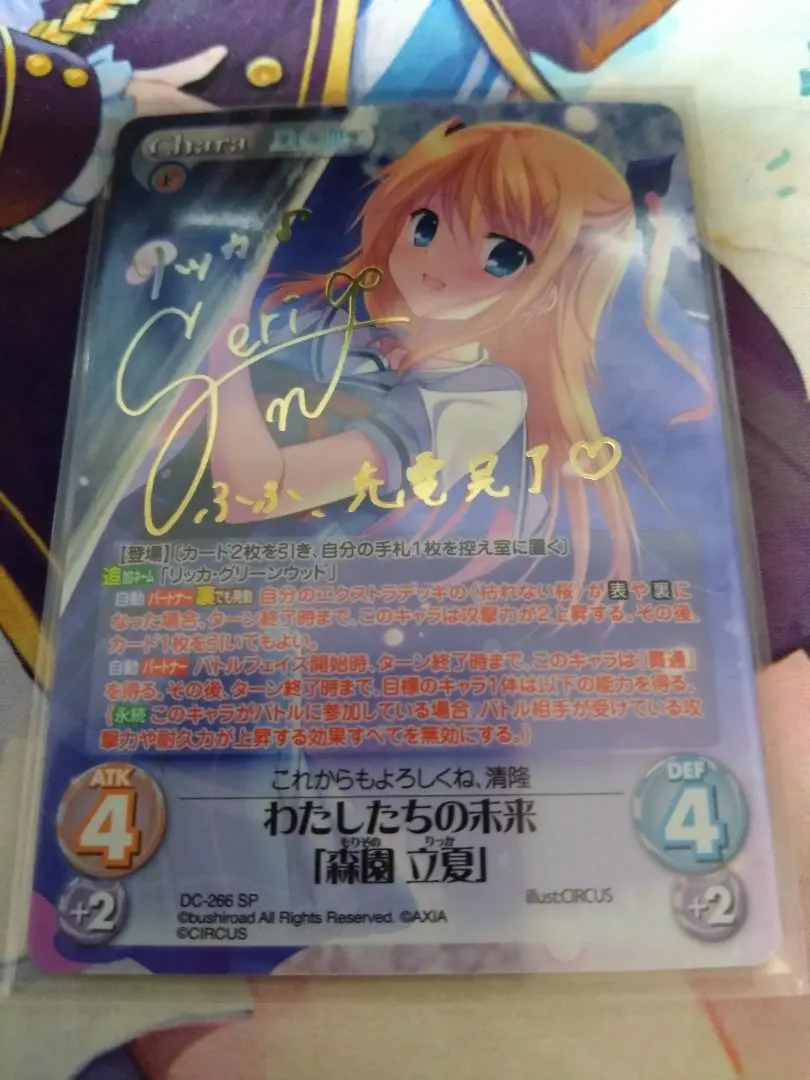 Chara
リッカ♪
Serina
ふふ、充電完了♡
【登場】〔カード2枚を引き、自分の手札1枚を控え室に置く〕
追加ネーム「リッカ・グリーンウッド」
自動 パートナー 裏でも発動 自分のエクストラデッキの《枯れない桜》が表や裏に
なった場合、ターン終了時まで、このキャラは攻撃力が2上昇する。その後、
カード1枚を引いてもよい。
自動 パートナー バトルフェイズ開始時、ターン終了時まで、このキャラは『貫通』
を得る。その後、ターン終了時まで、目標のキャラ1体は以下の能力を得る。
《永続 このキャラがバトルに参加している場合、バトル相手が受けている攻
撃力や耐久力が上昇する効果すべてを無効にする。》
ATK
4
+2
DEF
4
+2
これからもよろしくね、清隆
わたしたちの未来
もりぞの りっか
「森園 立夏」
DC-266 SP
illust:CIRCUS
©bushiroad All Rights Reserved. ©AXIA
©CIRCUS